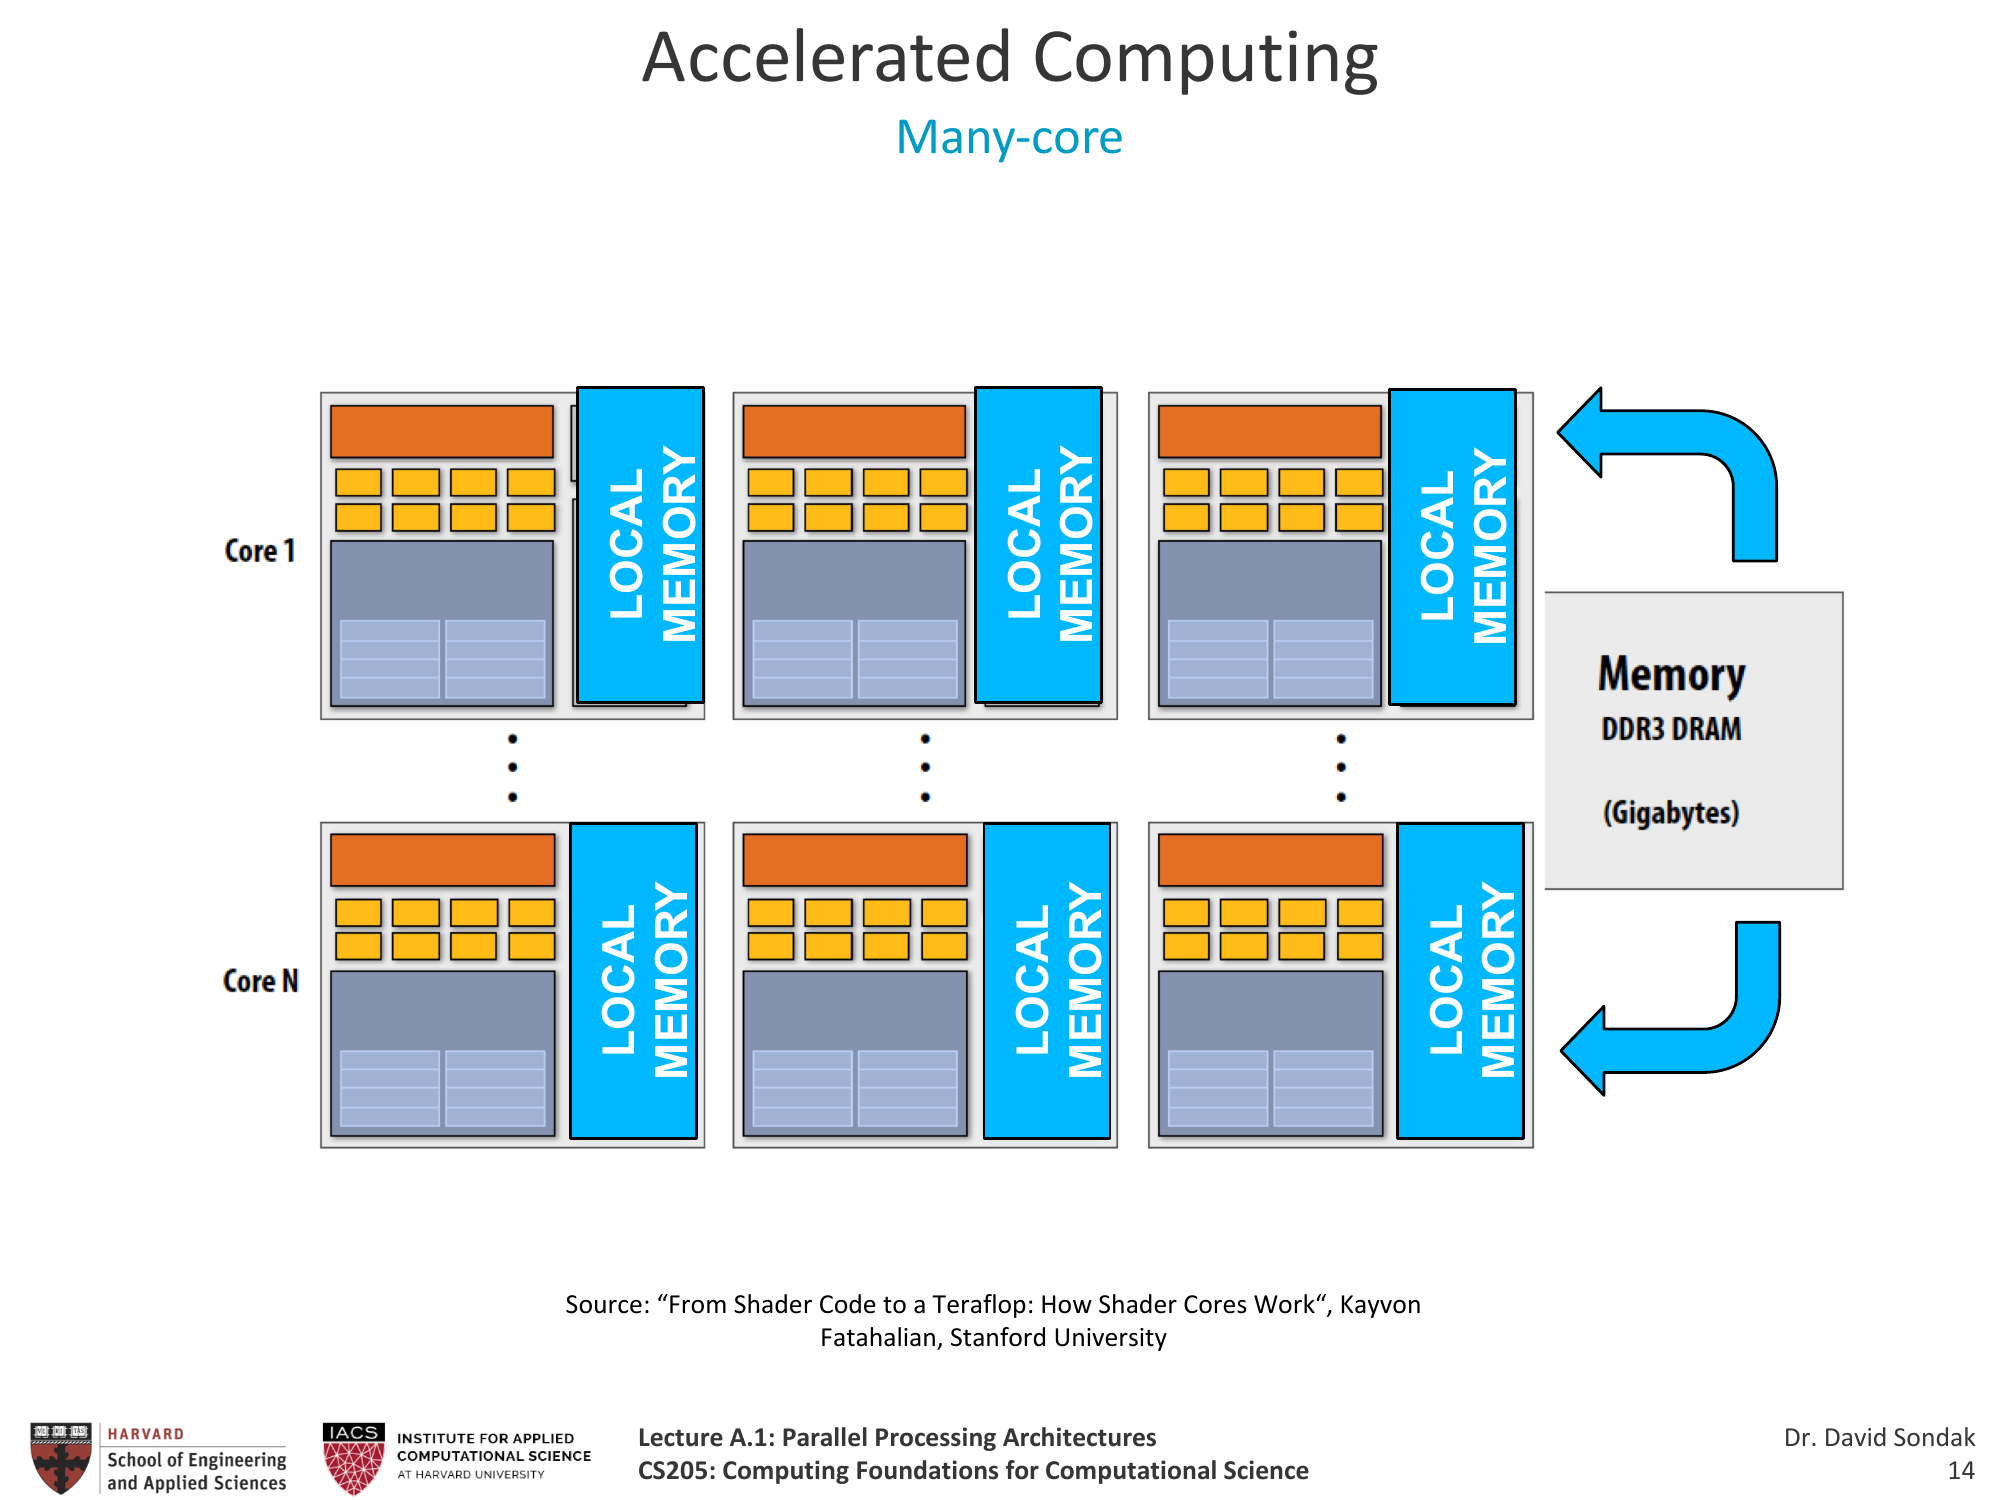 Accelerated Computing
Many-core
Core 1
LOCAL
MEMORY
LOCAL
MEMORY
LOCAL
MEMORY
Memory
DDR3 DRAM
(Gigabytes)
Core N
LOCAL
MEMORY
LOCAL
MEMORY
LOCAL
MEMORY
Source: “From Shader Code to a Teraflop: How Shader Cores Work“, Kayvon
Fatahalian, Stanford University
HARVARD
School of Engineering
and Applied Sciences
IACS
INSTITUTE FOR APPLIED
COMPUTATIONAL SCIENCE
AT HARVARD UNIVERSITY
Lecture A.1: Parallel Processing Architectures
CS205: Computing Foundations for Computational Science
Dr. David Sondak
14